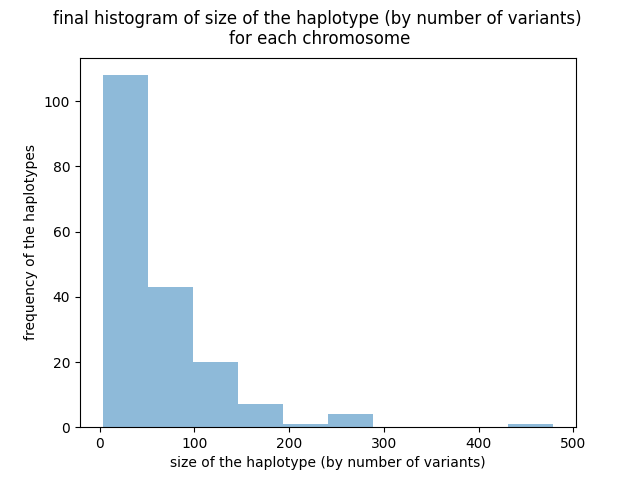 final histogram of size of the haplotype (by number of variants)
for each chromosome
frequency of the haplotypes
100
80
60
40
20
0
0 100 200 300 400 500
size of the haplotype (by number of variants)